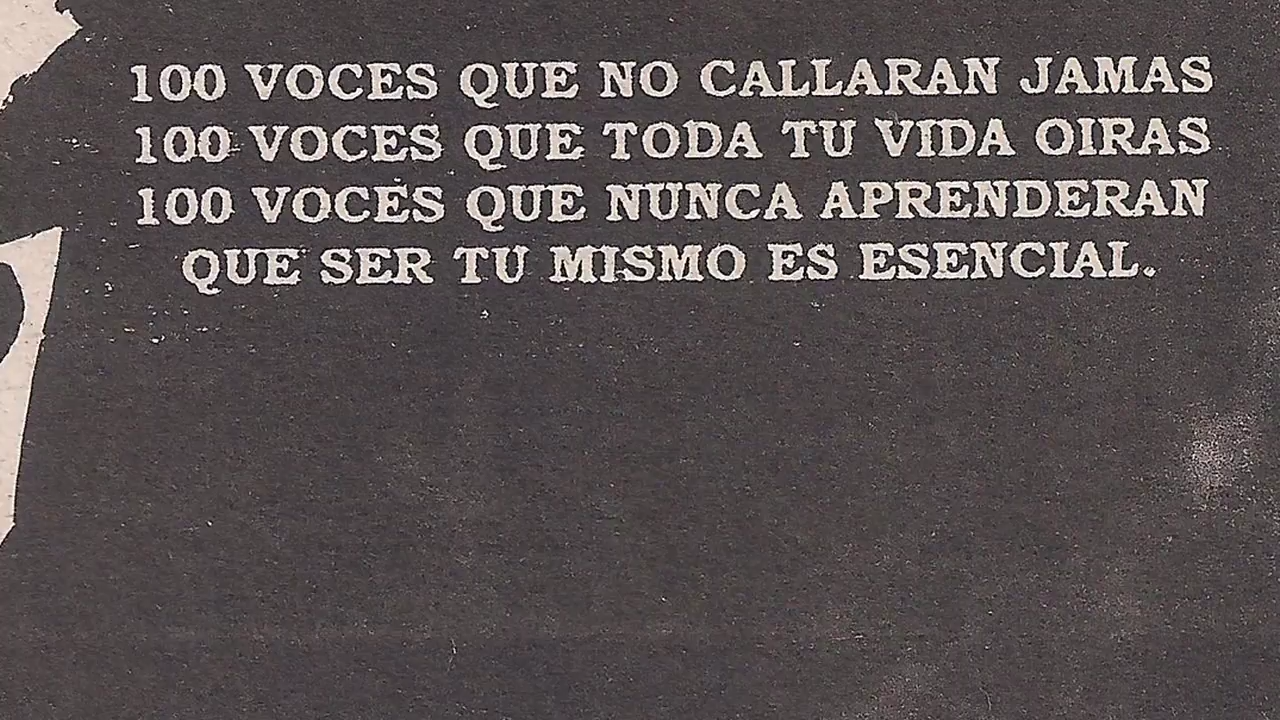 100 VOCES QUE NO CALLARAN JAMAS
100 VOCES QUE TODA TU VIDA OIRAS
100 VOCES QUE NUNCA APRENDERAN
QUE SER TU MISMO ES ESENCIAL.